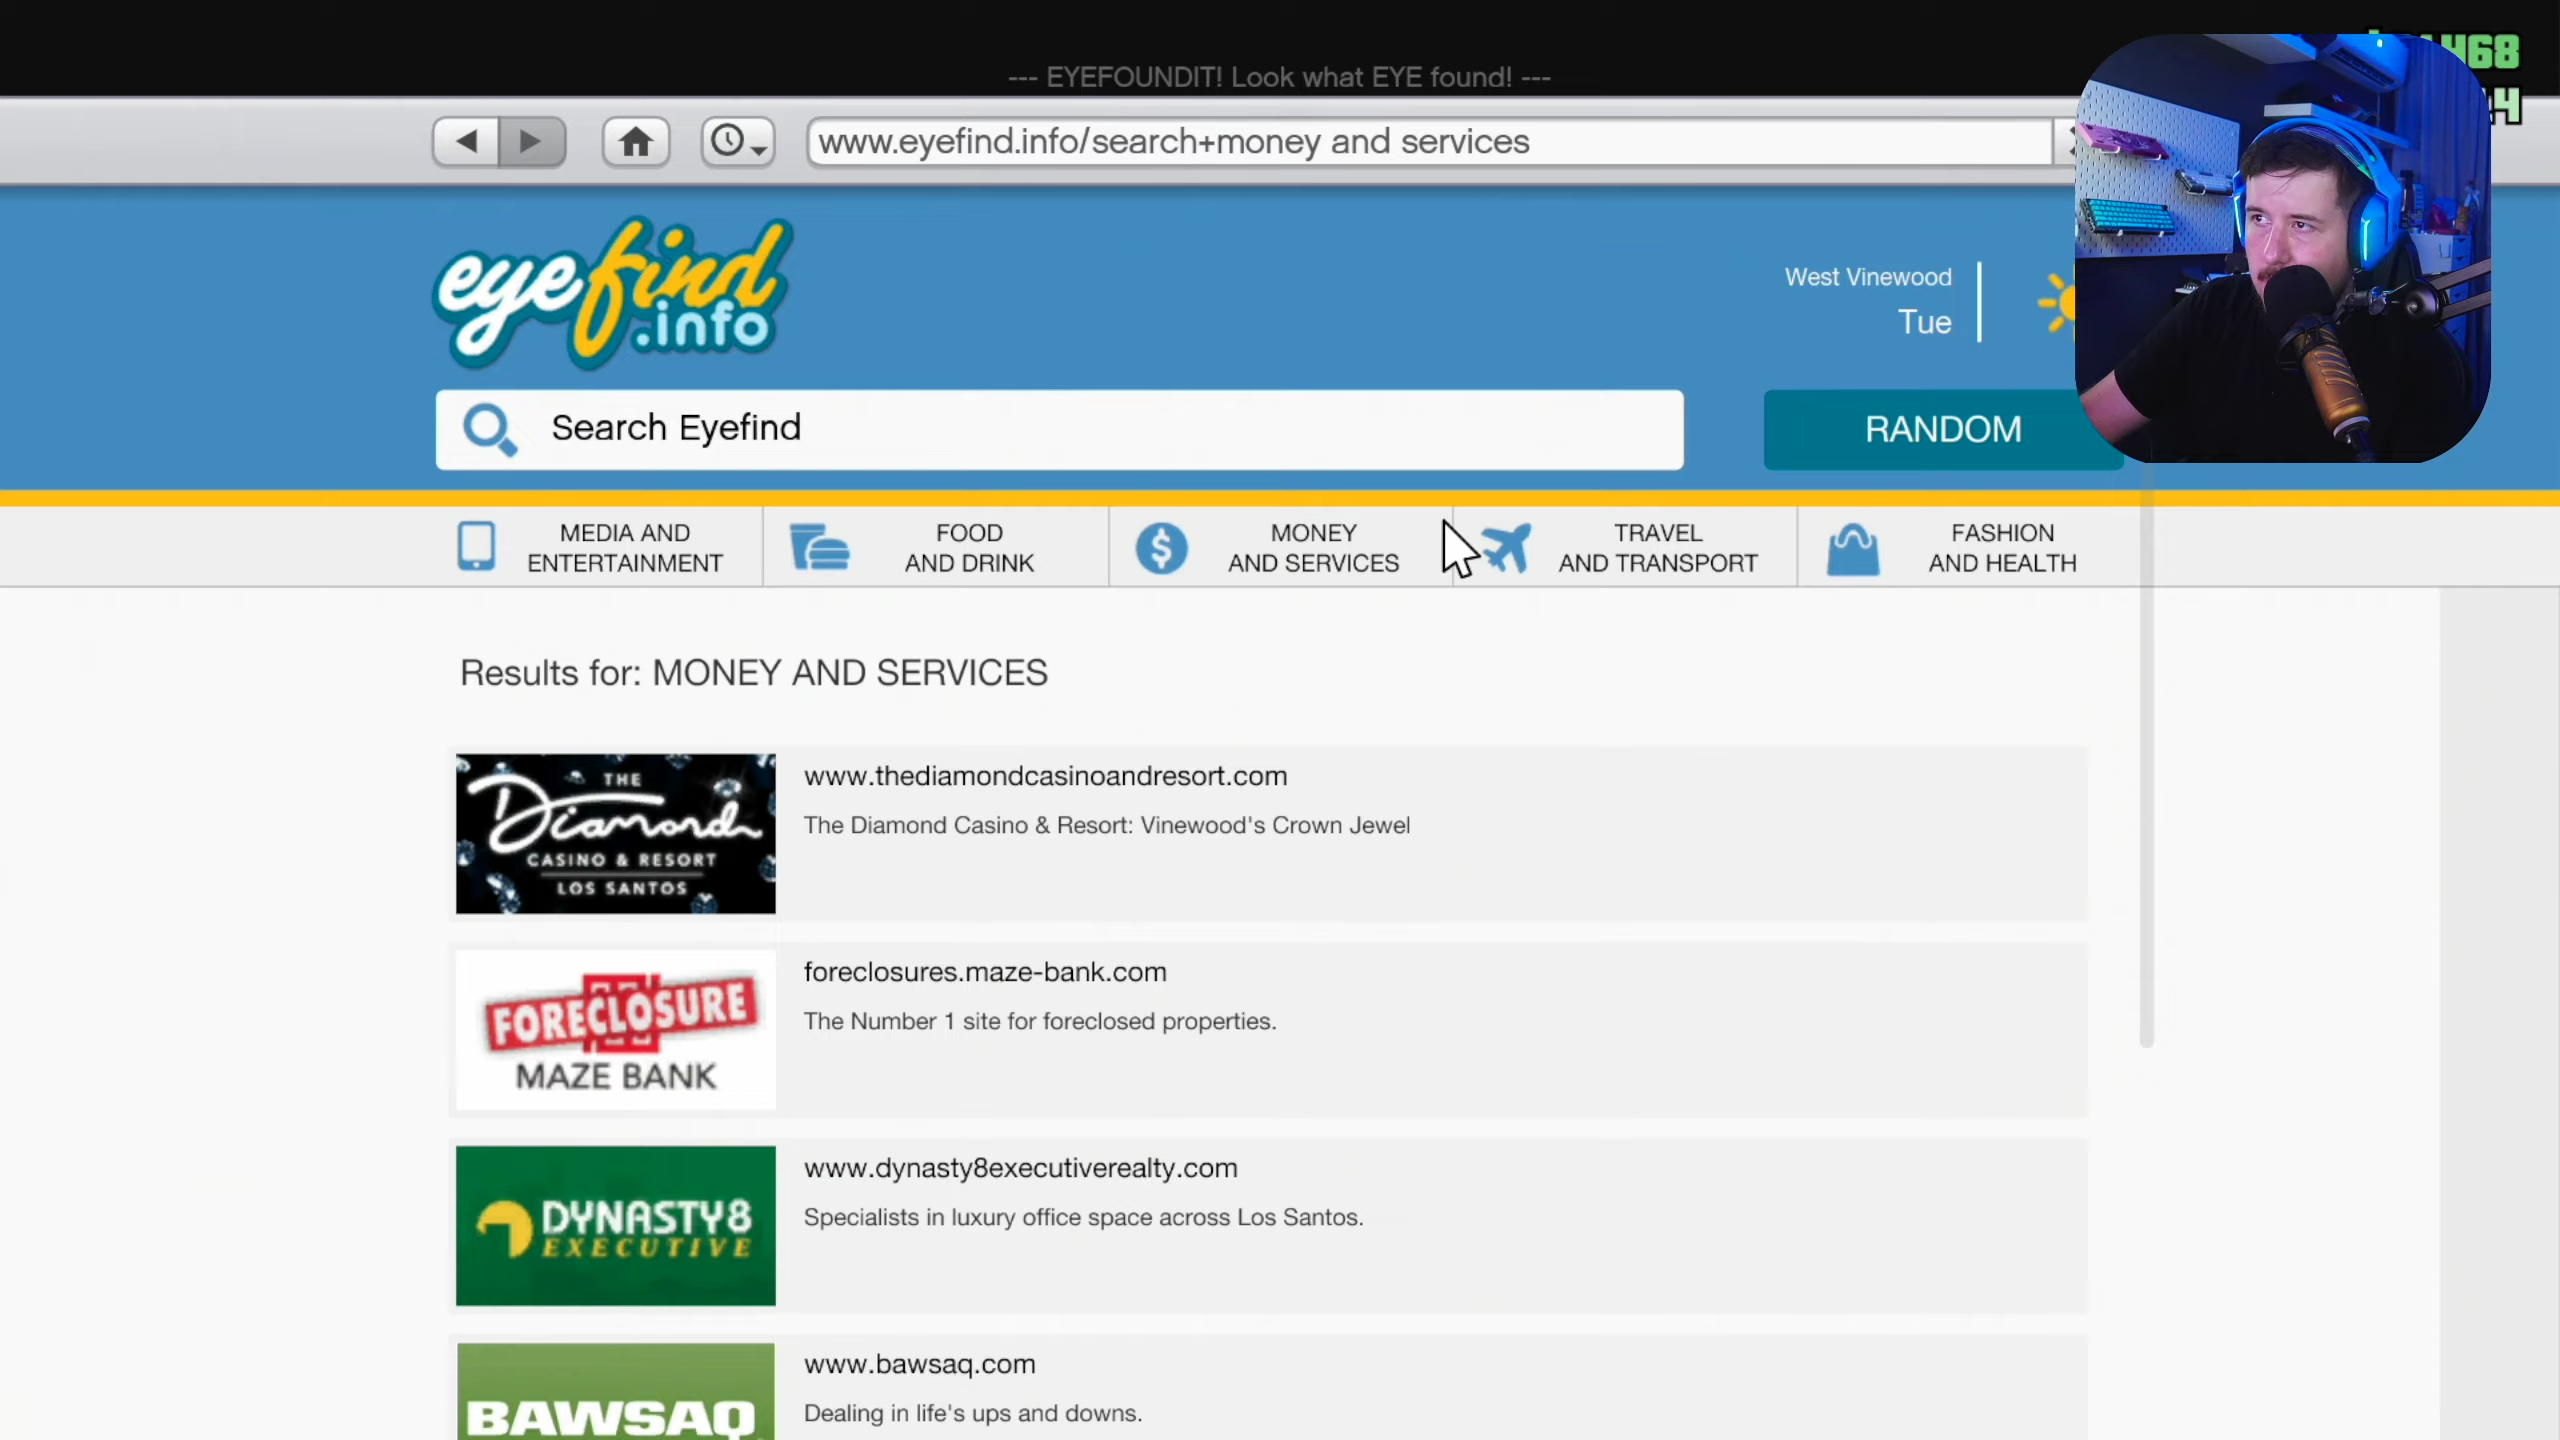 --- EYEFOUNDIT! Look what EYE found! ---
www.eyefind.info/search+money and services
eyefind
.info
West Vinewood
Tue
Search Eyefind
RANDOM
MEDIA AND
ENTERTAINMENT
FOOD
AND DRINK
MONEY
AND SERVICES
TRAVEL
AND TRANSPORT
FASHION
AND HEALTH
Results for: MONEY AND SERVICES
THE
Diamond
CASINO & RESORT
LOS SANTOS
www.thediamondcasinoandresort.com
The Diamond Casino & Resort: Vinewood's Crown Jewel
FORECLOSURE
MAZE BANK
foreclosures.maze-bank.com
The Number 1 site for foreclosed properties.
DYNASTY8
EXECUTIVE
www.dynasty8executiverealty.com
Specialists in luxury office space across Los Santos.
BAWSAQ
www.bawsaq.com
Dealing in life's ups and downs.